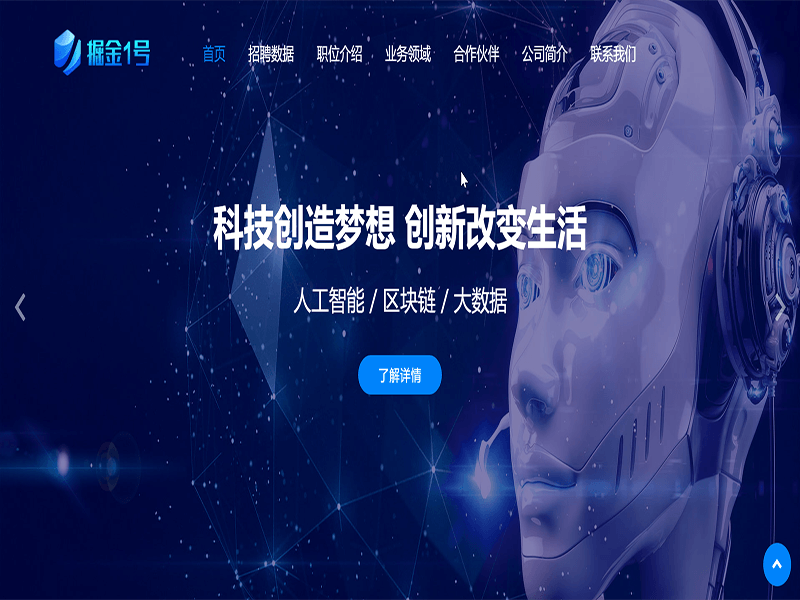 掘金1号
首页 招聘数据 职位介绍 业务领域 合作伙伴 公司简介 联系我们
科技创造梦想 创新改变生活
人工智能 / 区块链 / 大数据
了解详情